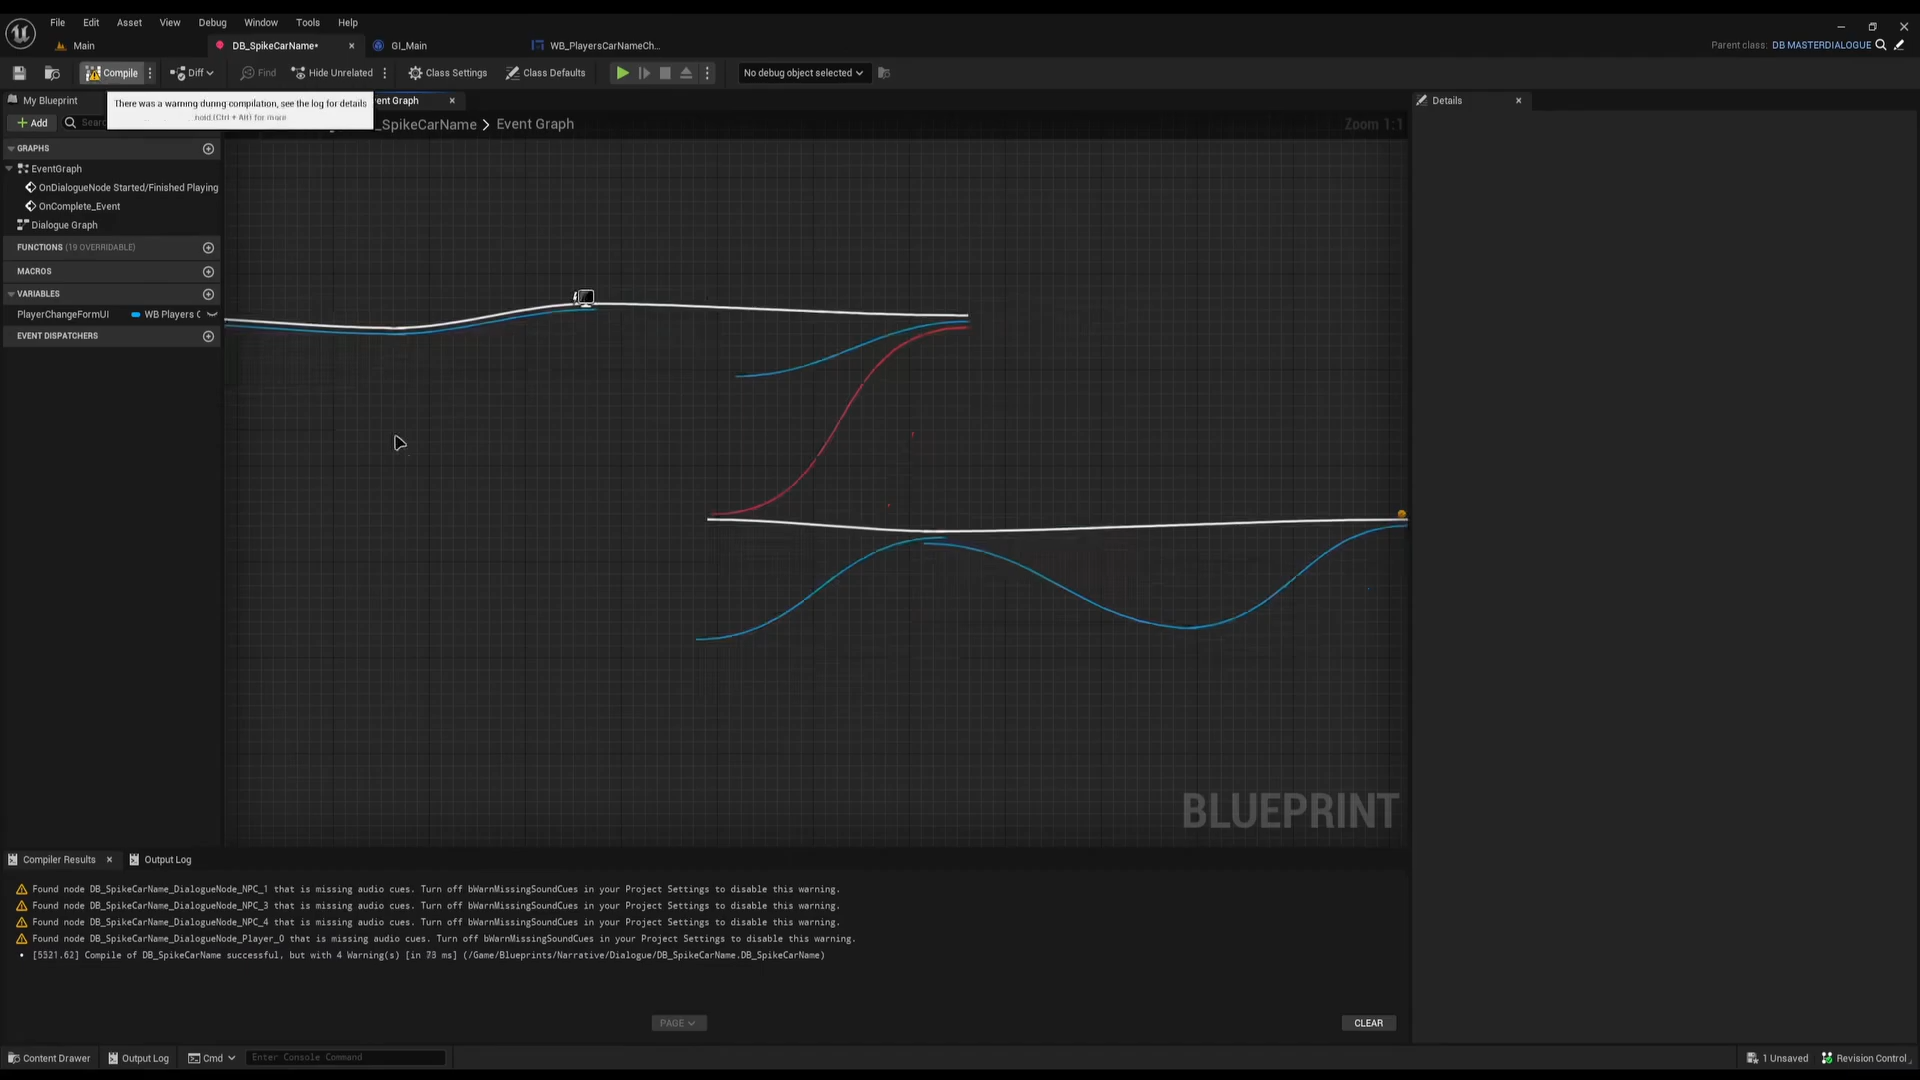 File Edit Asset View Debug Window Tools Help
Main
DB_SpikeCarName*
GI_Main
WB_PlayersCarNameCh...
Parent class: DB MASTERDIALOGUE
Compile
Diff
Find
Hide Unrelated
Class Settings
Class Defaults
No debug object selected
My Blueprint
There was a warning during compilation, see the log for details
hold (Ctrl + Alt) for more
ent Graph
Details
Add
Searc
_SpikeCarName > Event Graph
Zoom 1:1
GRAPHS
EventGraph
OnDialogueNode Started/Finished Playing
OnComplete_Event
Dialogue Graph
FUNCTIONS (19 OVERRIDABLE)
MACROS
VARIABLES
PlayerChangeFormUI
WB Players C
EVENT DISPATCHERS
BLUEPRINT
Compiler Results
Output Log
Found node DB_SpikeCarName_DialogueNode_NPC_1 that is missing audio cues. Turn off bWarnMissingSoundCues in your Project Settings to disable this warning.
Found node DB_SpikeCarName_DialogueNode_NPC_3 that is missing audio cues. Turn off bWarnMissingSoundCues in your Project Settings to disable this warning.
Found node DB_SpikeCarName_DialogueNode_NPC_4 that is missing audio cues. Turn off bWarnMissingSoundCues in your Project Settings to disable this warning.
Found node DB_SpikeCarName_DialogueNode_Player_0 that is missing audio cues. Turn off bWarnMissingSoundCues in your Project Settings to disable this warning.
[5521.62] Compile of DB_SpikeCarName successful, but with 4 Warning(s) [in 73 ms] (/Game/Blueprints/Narrative/Dialogue/DB_SpikeCarName.DB_SpikeCarName)
PAGE
CLEAR
Content Drawer
Output Log
Cmd
Enter Console Command
1 Unsaved
Revision Control